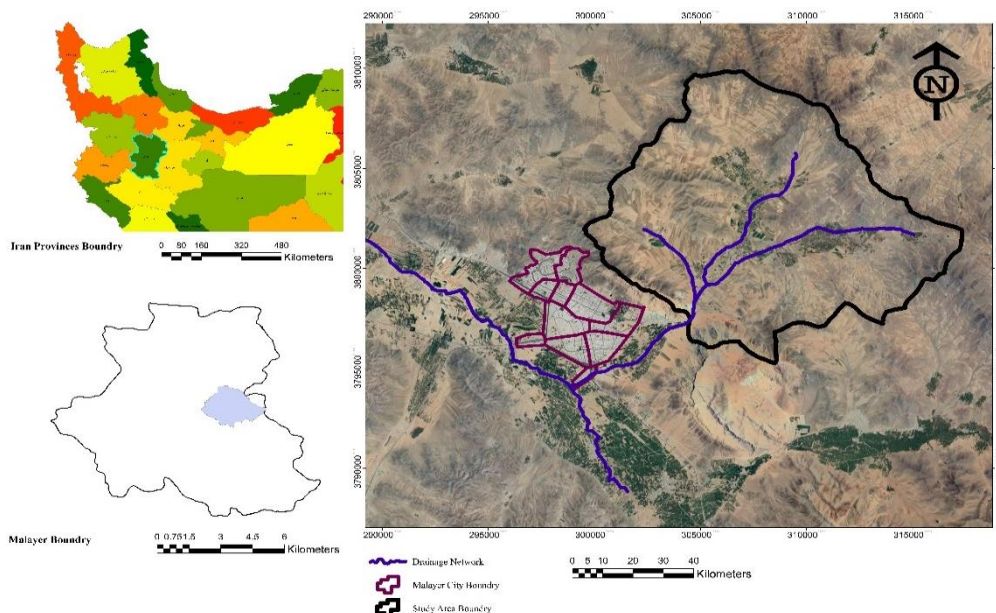 290000 295000 300000 305000 310000 315000
3810000
3805000
3800000
3795000
3790000
N
Iran Provinces Boundry
0 80 160 320 480
Kilometers
Malayer Boundry
0 0.75 1.5 3 4.5 6
Kilometers
290000 295000 300000 305000 310000 315000
Drainage Network
Malayer City Boundry
Study Area Boundry
0 5 10 20 30 40
Kilometers